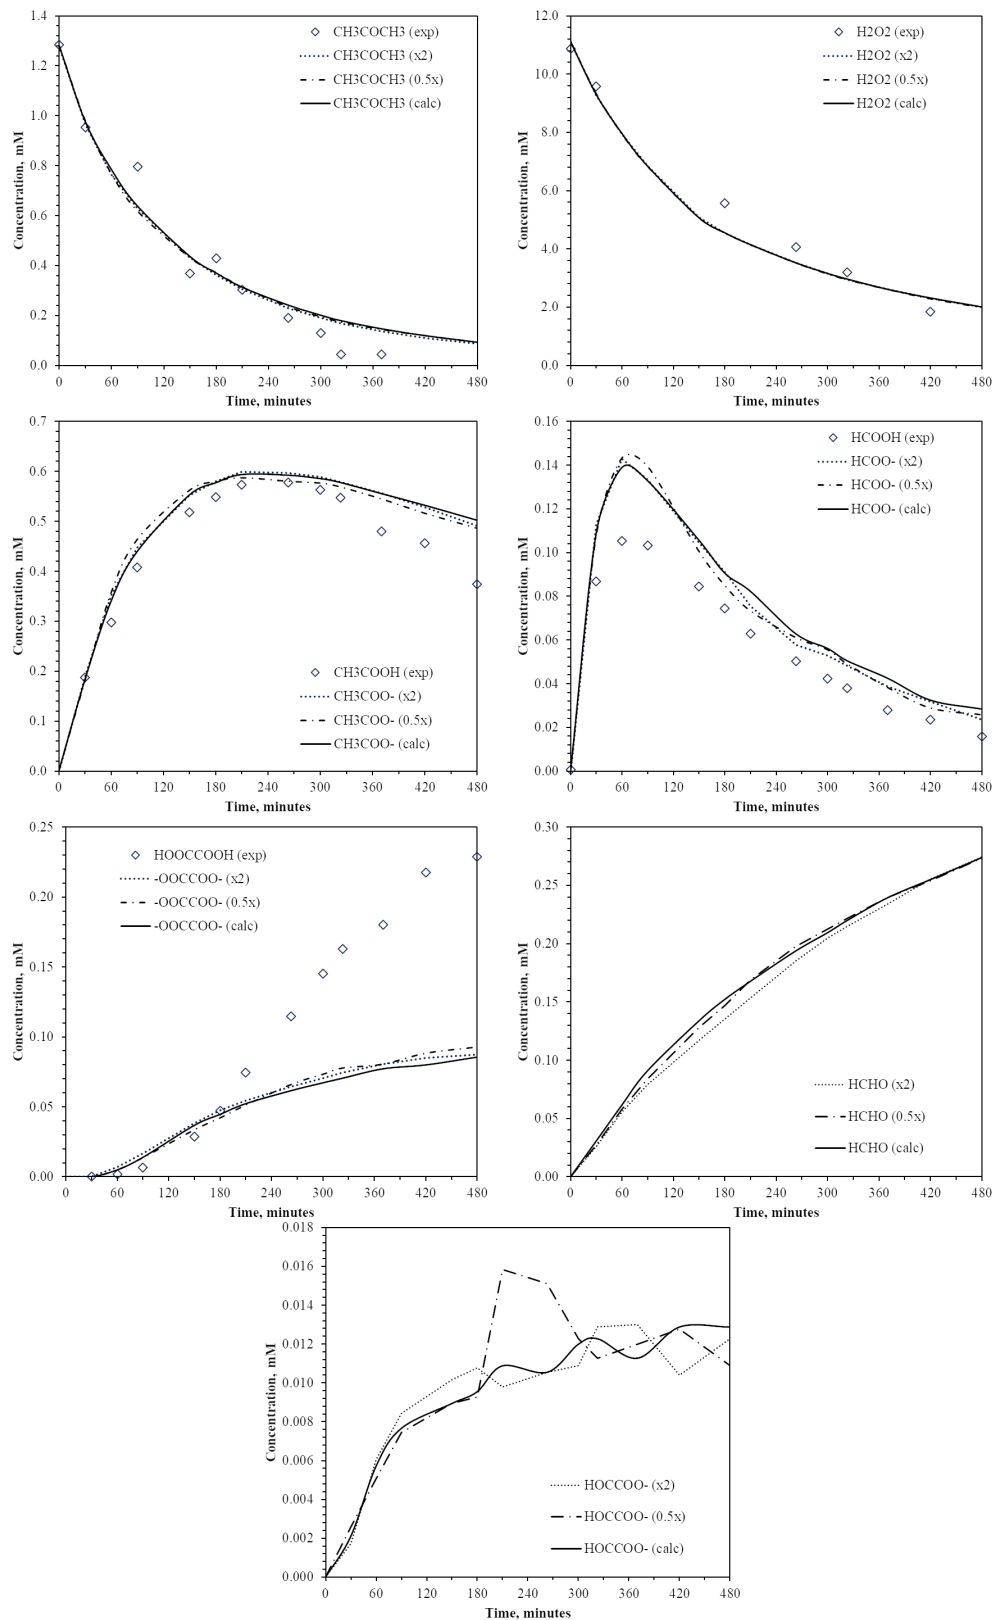 1.4
1.2
1.0
0.8
0.6
0.4
0.2
0.0
Concentration, mM
CH3COCH3 (exp)
CH3COCH3 (x2)
CH3COCH3 (0.5x)
CH3COCH3 (calc)
0 60 120 180 240 300 360 420 480
Time, minutes
12.0
10.0
8.0
6.0
4.0
2.0
0.0
Concentration, mM
H2O2 (exp)
H2O2 (x2)
H2O2 (0.5x)
H2O2 (calc)
0 60 120 180 240 300 360 420 480
Time, minutes
0.7
0.6
0.5
0.4
0.3
0.2
0.1
0.0
Concentration, mM
CH3COOH (exp)
CH3COO- (x2)
CH3COO- (0.5x)
CH3COO- (calc)
0 60 120 180 240 300 360 420 480
Time, minutes
0.16
0.14
0.12
0.10
0.08
0.06
0.04
0.02
0.00
Concentration, mM
HCOOH (exp)
HCOO- (x2)
HCOO- (0.5x)
HCOO- (calc)
0 60 120 180 240 300 360 420 480
Time, minutes
0.25
0.20
0.15
0.10
0.05
0.00
Concentration, mM
HOOCCOOH (exp)
-OOCCOO- (x2)
-OOCCOO- (0.5x)
-OOCCOO- (calc)
0 60 120 180 240 300 360 420 480
Time, minutes
0.30
0.25
0.20
0.15
0.10
0.05
0.00
Concentration, mM
HCHO (x2)
HCHO (0.5x)
HCHO (calc)
0 60 120 180 240 300 360 420 480
Time, minutes
0.018
0.016
0.014
0.012
0.010
0.008
0.006
0.004
0.002
0.000
Concentration, mM
HOCCOO- (x2)
HOCCOO- (0.5x)
HOCCOO- (calc)
0 60 120 180 240 300 360 420 480
Time, minutes